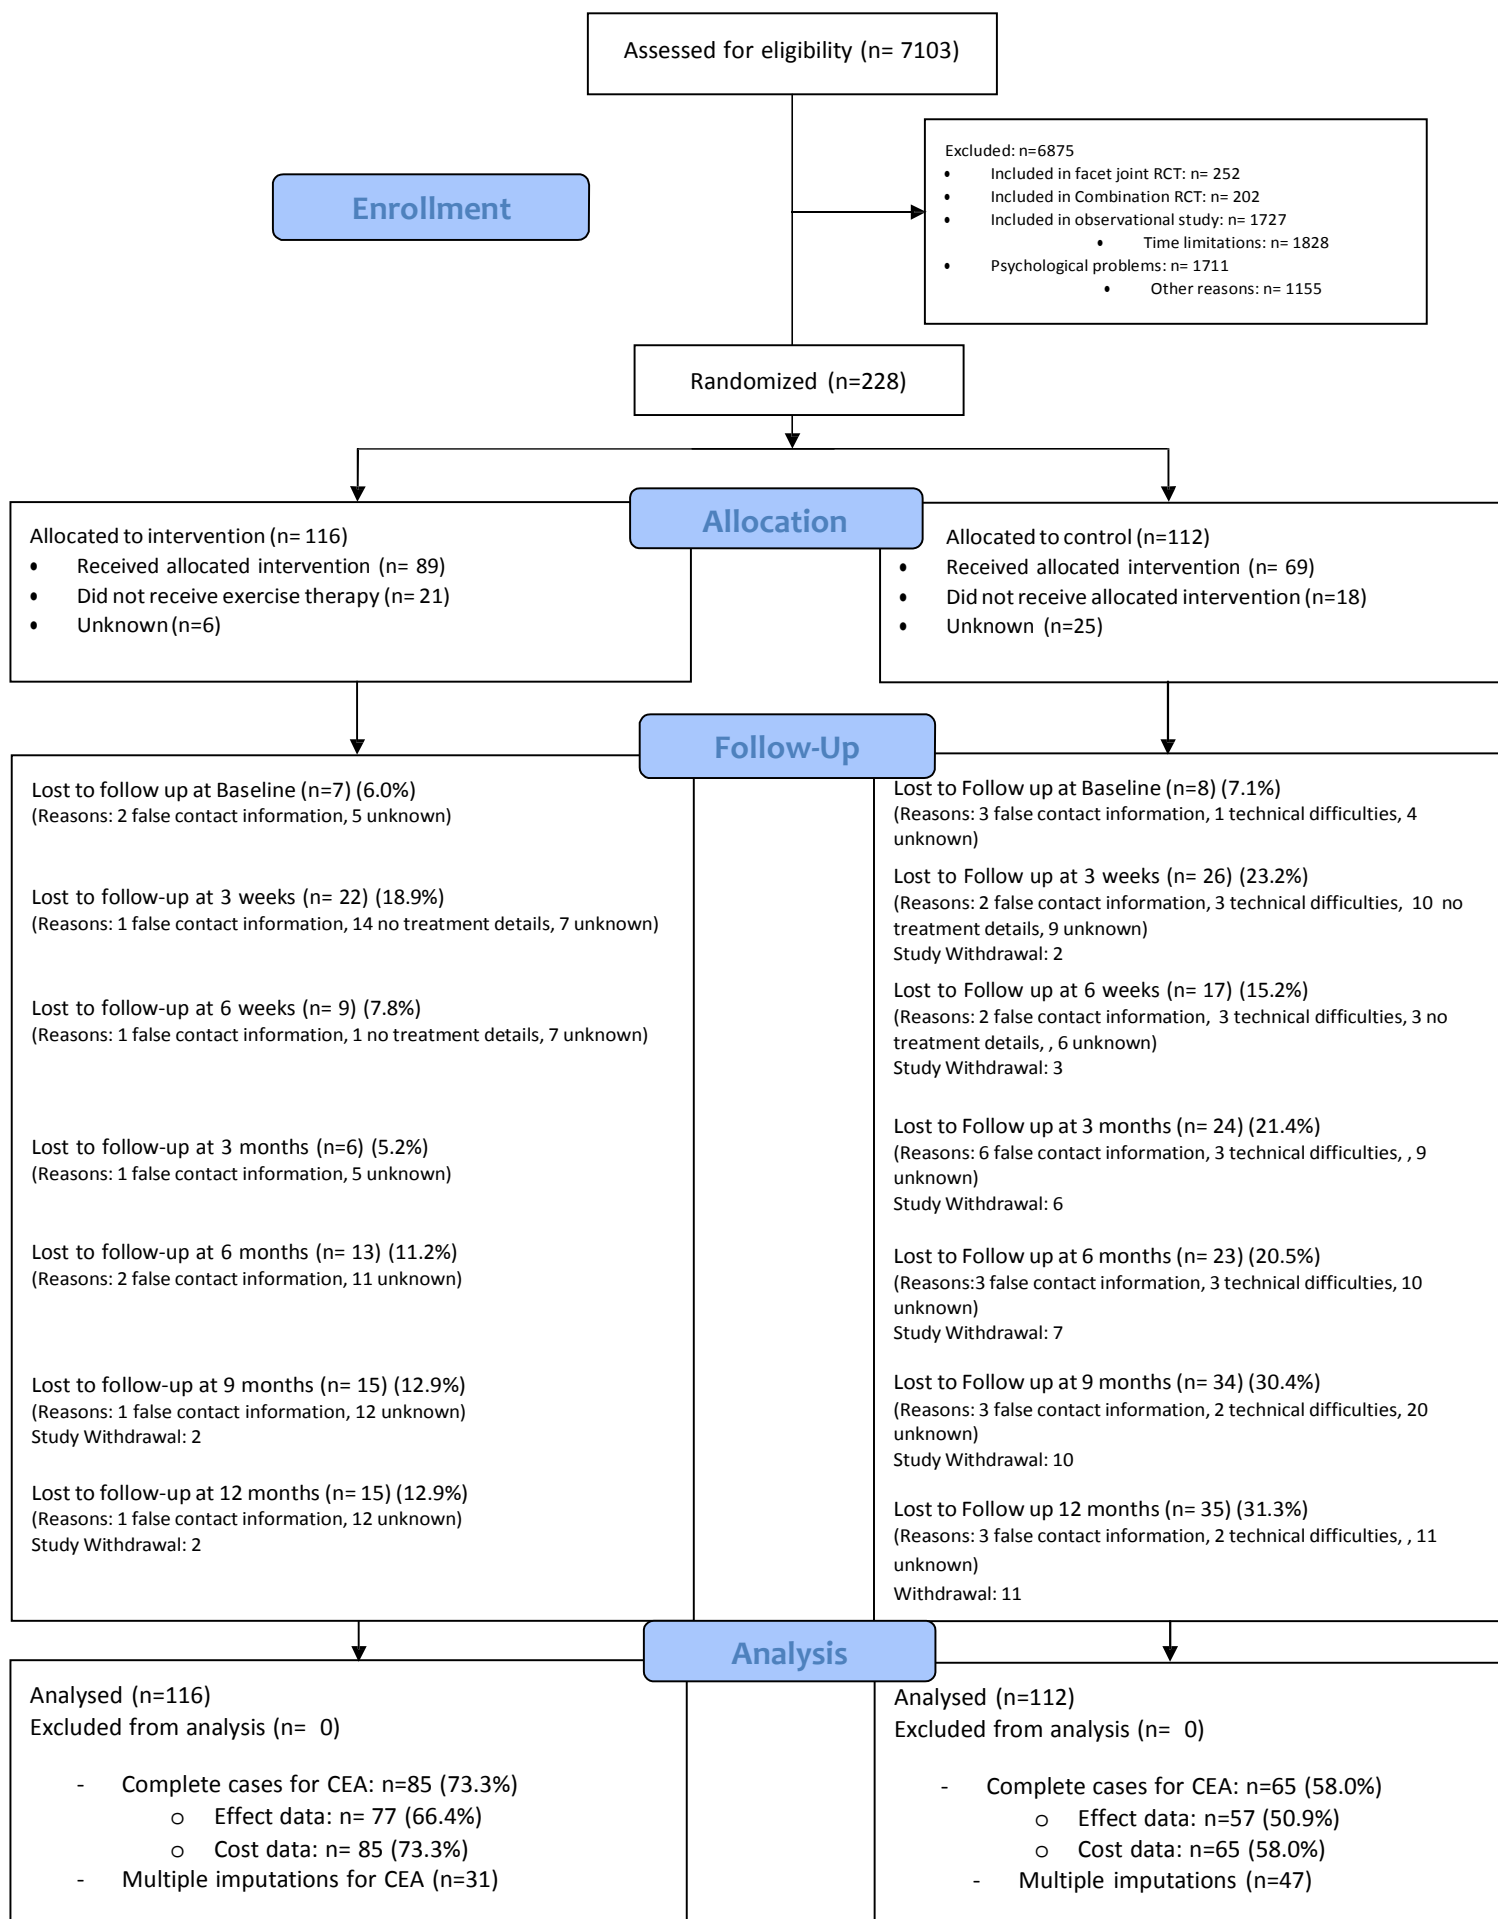 Assessed for eligibility (n= 7103)
Excluded: n=6875
• Included in facet joint RCT: n= 252
• Included in Combination RCT: n= 202
• Included in observational study: n= 1727
• Time limitations: n= 1828
• Psychological problems: n= 1711
• Other reasons: n= 1155
Enrollment
Randomized (n=228)
Allocation
Allocated to intervention (n= 116)
• Received allocated intervention (n= 89)
• Did not receive exercise therapy (n= 21)
• Unknown (n=6)
Allocated to control (n=112)
• Received allocated intervention (n= 69)
• Did not receive allocated intervention (n=18)
• Unknown (n=25)
Follow-Up
Lost to follow up at Baseline (n=7) (6.0%)
(Reasons: 2 false contact information, 5 unknown)
Lost to follow-up at 3 weeks (n= 22) (18.9%)
(Reasons: 1 false contact information, 14 no treatment details, 7 unknown)
Lost to follow-up at 6 weeks (n= 9) (7.8%)
(Reasons: 1 false contact information, 1 no treatment details, 7 unknown)
Lost to follow-up at 3 months (n=6) (5.2%)
(Reasons: 1 false contact information, 5 unknown)
Lost to follow-up at 6 months (n= 13) (11.2%)
(Reasons: 2 false contact information, 11 unknown)
Lost to follow-up at 9 months (n= 15) (12.9%)
(Reasons: 1 false contact information, 12 unknown)
Study Withdrawal: 2
Lost to follow-up at 12 months (n= 15) (12.9%)
(Reasons: 1 false contact information, 12 unknown)
Study Withdrawal: 2
Lost to Follow up at Baseline (n=8) (7.1%)
(Reasons: 3 false contact information, 1 technical difficulties, 4
unknown)
Lost to Follow up at 3 weeks (n= 26) (23.2%)
(Reasons: 2 false contact information, 3 technical difficulties, 10 no
treatment details, 9 unknown)
Study Withdrawal: 2
Lost to Follow up at 6 weeks (n= 17) (15.2%)
(Reasons: 2 false contact information, 3 technical difficulties, 3 no
treatment details, , 6 unknown)
Study Withdrawal: 3
Lost to Follow up at 3 months (n= 24) (21.4%)
(Reasons: 6 false contact information, 3 technical difficulties, , 9
unknown)
Study Withdrawal: 6
Lost to Follow up at 6 months (n= 23) (20.5%)
(Reasons:3 false contact information, 3 technical difficulties, 10
unknown)
Study Withdrawal: 7
Lost to Follow up at 9 months (n= 34) (30.4%)
(Reasons: 3 false contact information, 2 technical difficulties, 20
unknown)
Study Withdrawal: 10
Lost to Follow up 12 months (n= 35) (31.3%)
(Reasons: 3 false contact information, 2 technical difficulties, , 11
unknown)
Withdrawal: 11
Analysis
Analysed (n=116)
Excluded from analysis (n= 0)
- Complete cases for CEA: n=85 (73.3%)
o Effect data: n= 77 (66.4%)
o Cost data: n= 85 (73.3%)
- Multiple imputations for CEA (n=31)
Analysed (n=112)
Excluded from analysis (n= 0)
- Complete cases for CEA: n=65 (58.0%)
o Effect data: n=57 (50.9%)
o Cost data: n=65 (58.0%)
- Multiple imputations (n=47)